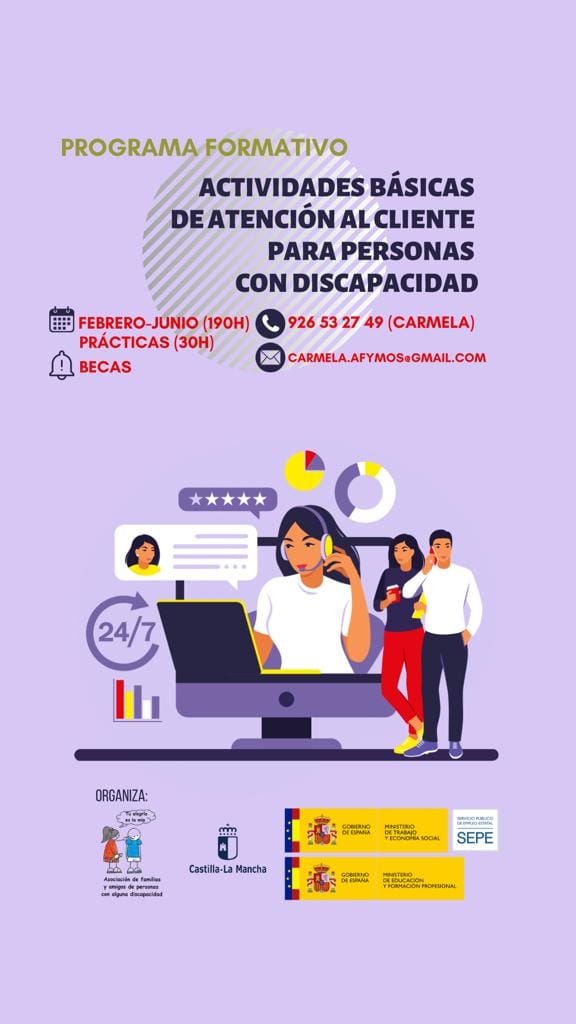 PROGRAMA FORMATIVO
ACTIVIDADES BÁSICAS
DE ATENCIÓN AL CLIENTE
PARA PERSONAS
CON DISCAPACIDAD
FEBRERO-JUNIO (190H)
PRÁCTICAS (30H)
BECAS
926 53 27 49 (CARMELA)
CARMELA.AFYMOS@GMAIL.COM
24/7
ORGANIZA:
Tú alegría
es la mía
Asociación de familias
y amigos de personas
con alguna discapacidad
Castilla-La Mancha
GOBIERNO
DE ESPAÑA
MINISTERIO
DE TRABAJO
Y ECONOMÍA SOCIAL
SERVICIO PÚBLICO
DE EMPLEO ESTATAL
SEPE
GOBIERNO
DE ESPAÑA
MINISTERIO
DE EDUCACIÓN
Y FORMACIÓN PROFESIONAL